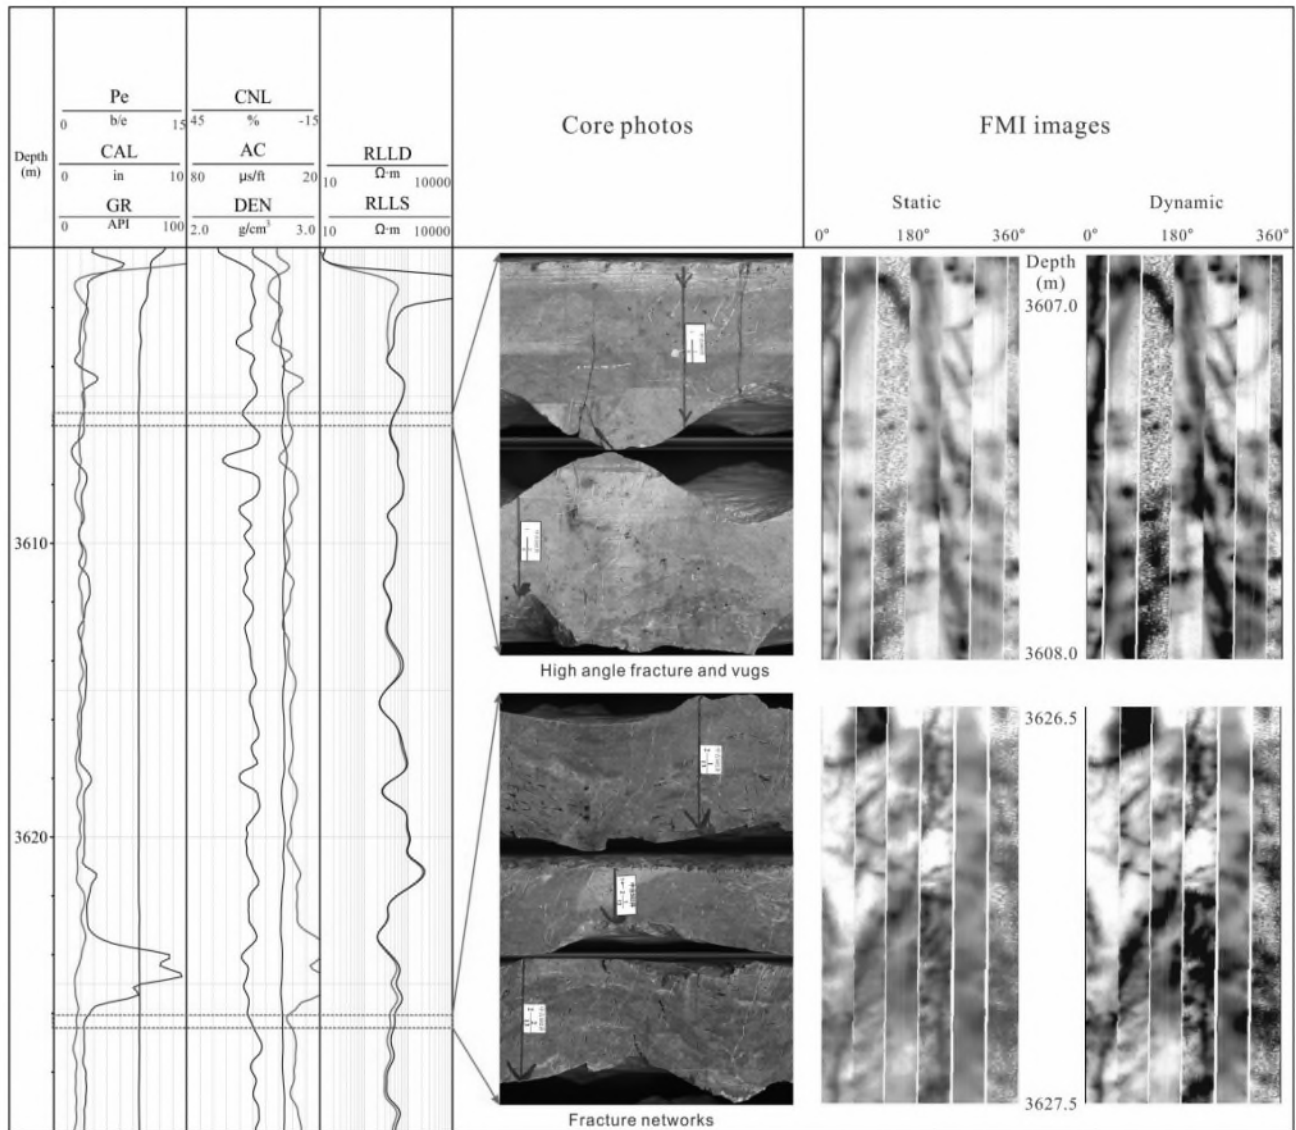 Depth
(m)
Pe
0 b/e 15
CAL
0 in 10
GR
0 API 100
CNL
45 % -15
AC
80 μs/ft 20
DEN
2.0 g/cm³ 3.0
RLLD
10 Ω·m 10000
RLLS
10 Ω·m 10000
Core photos
FMI images
Static
Dynamic
0° 180° 360°
0° 180° 360°
Depth
(m)
3607.0
3610
3608.0
High angle fracture and vugs
3626.5
3620
3627.5
Fracture networks